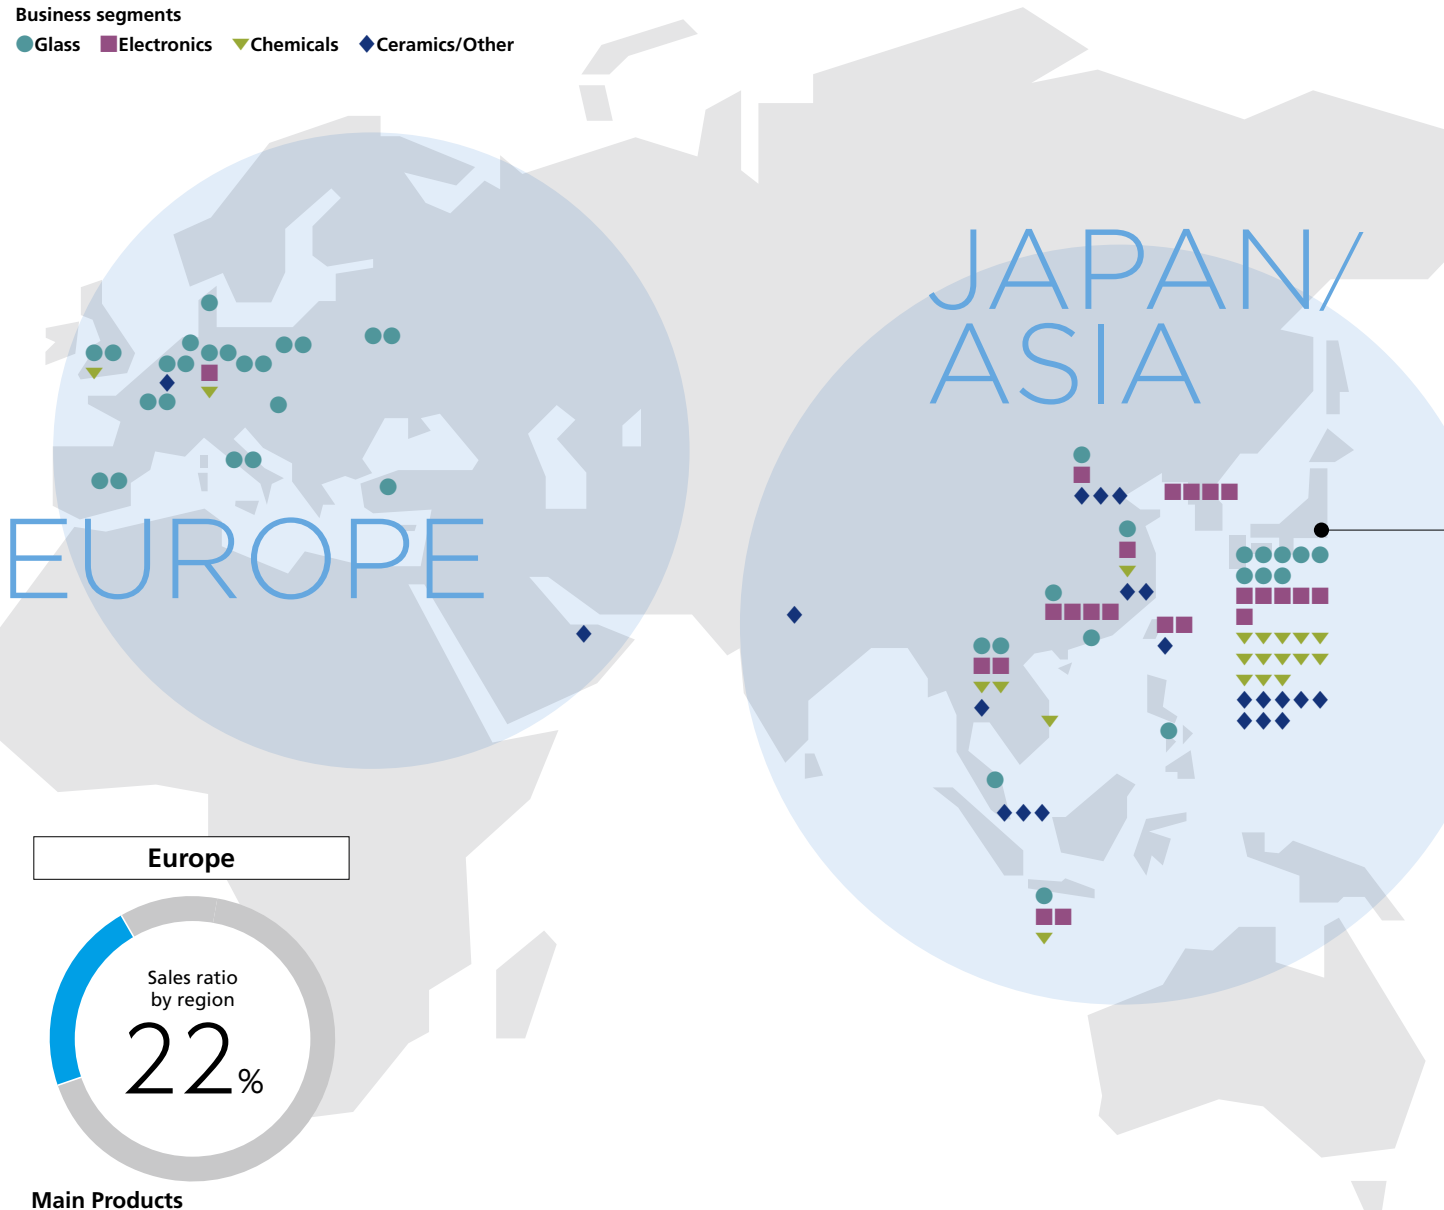 Business segments
Glass Electronics Chemicals Ceramics/Other
JAPAN/
ASIA
EUROPE
Europe
Sales ratio
by region
22%
Main Products